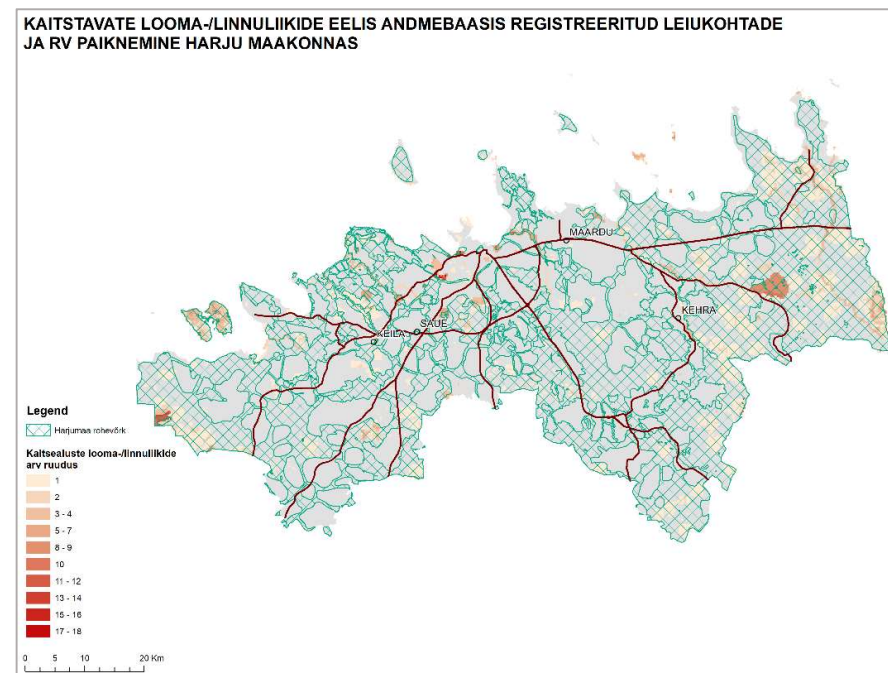 KAITSTAVATE LOOMA-/LINNULIIKIDE EELIS ANDMEBAASIS REGISTREERITUD LEIUKOHTADE
JA RV PAIKNEMINE HARJU MAAKONNAS
MAARDU
KEHRA
SAUE
KEILA
Legend
Harjumaa rohevõrk
Kaitsealuste looma-/linnuliikide
arv ruudus
1
2
3 - 4
5 - 7
8 - 9
10
11 - 12
13 - 14
15 - 16
17 - 18
0 5 10 20 Km